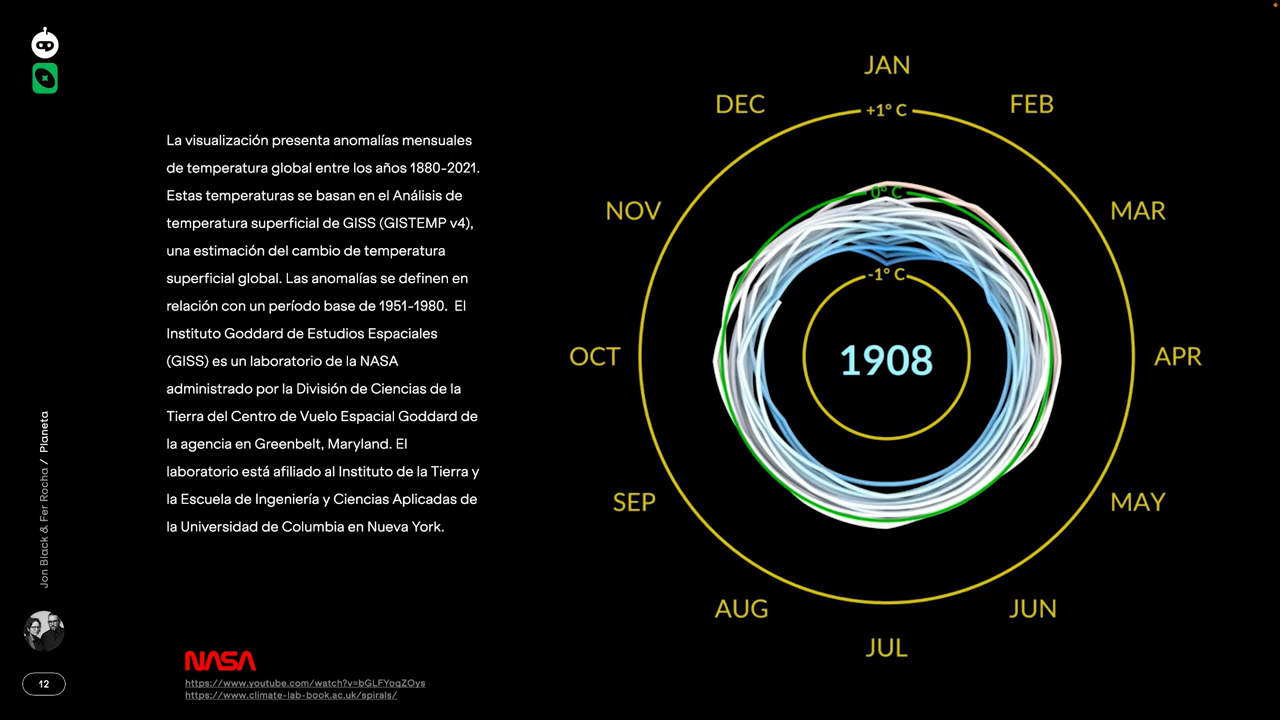 La visualización presenta anomalías mensuales
de temperatura global entre los años 1880-2021.
Estas temperaturas se basan en el Análisis de
temperatura superficial de GISS (GISTEMP v4),
una estimación del cambio de temperatura
superficial global. Las anomalías se definen en
relación con un período base de 1951-1980.  El
Instituto Goddard de Estudios Espaciales
(GISS) es un laboratorio de la NASA
administrado por la División de Ciencias de la
Tierra del Centro de Vuelo Espacial Goddard de
la agencia en Greenbelt, Maryland. El
laboratorio está afiliado al Instituto de la Tierra y
la Escuela de Ingeniería y Ciencias Aplicadas de
la Universidad de Columbia en Nueva York.
NASA
https://www.youtube.com/watch?v=bGLFYoqZOys
https://www.climate-lab-book.ac.uk/spirals/
Jon Black & Fer Rocha / Planeta
12
JAN
FEB
MAR
APR
MAY
JUN
JUL
AUG
SEP
OCT
NOV
DEC
+1° C
0° C
-1° C
1908